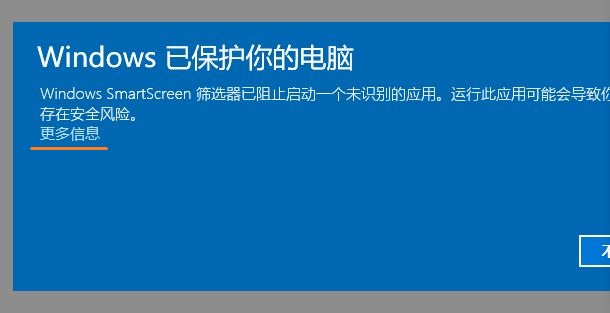 Windows 已保护你的电脑
Windows SmartScreen 筛选器已阻止启动一个未识别的应用。运行此应用可能会导致
存在安全风险。
更多信息